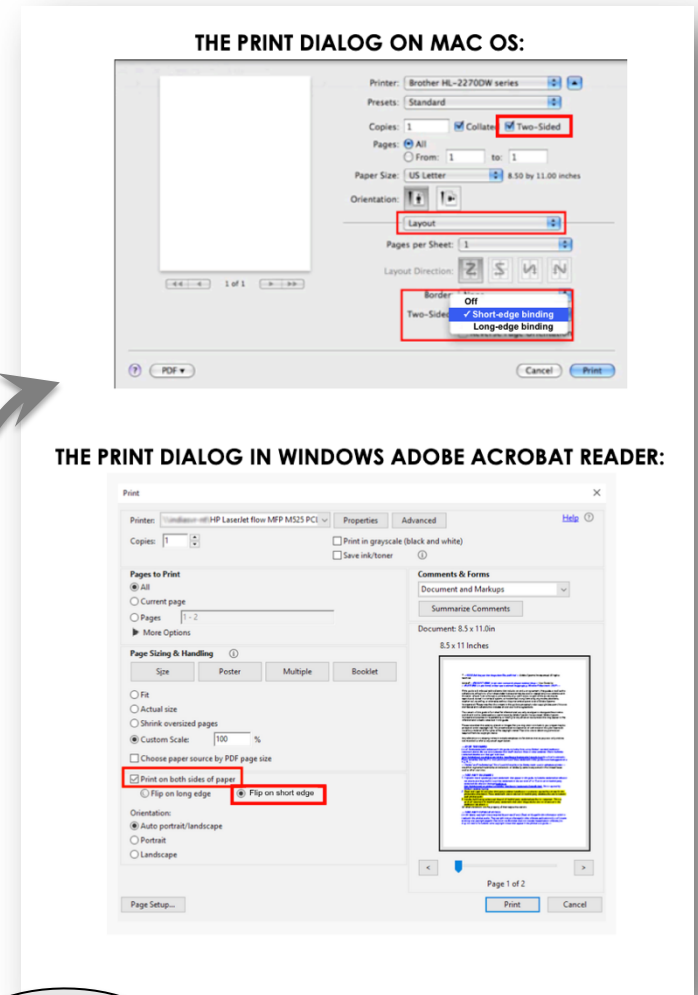 THE PRINT DIALOG ON MAC OS:
Printer: Brother HL-2270DW series
Presets: Standard
Copies: 1 Collated Two-Sided
Pages: All
From: 1 to: 1
Paper Size: US Letter 8.50 by 11.00 inches
Orientation:
Layout
Pages per Sheet: 1
Layout Direction:
1 of 1
Border:
Off
Two-Sided
✓ Short-edge binding
Long-edge binding
? PDF ▾ Cancel Print
THE PRINT DIALOG IN WINDOWS ADOBE ACROBAT READER:
Print
Printer: HP LaserJet flow MFP M525 PCl Properties Advanced Help
Copies: 1 Print in grayscale (black and white)
Save ink/toner
Pages to Print
All
Current page
Pages 1 - 2
More Options
Comments & Forms
Document and Markups
Summarize Comments
Document: 8.5 x 11.0in
8.5 x 11 Inches
Page Sizing & Handling
Size Poster Multiple Booklet
Fit
Actual size
Shrink oversized pages
Custom Scale: 100 %
Choose paper source by PDF page size
Print on both sides of paper
Flip on long edge Flip on short edge
Orientation:
Auto portrait/landscape
Portrait
Landscape
< >
Page 1 of 2
Page Setup... Print Cancel